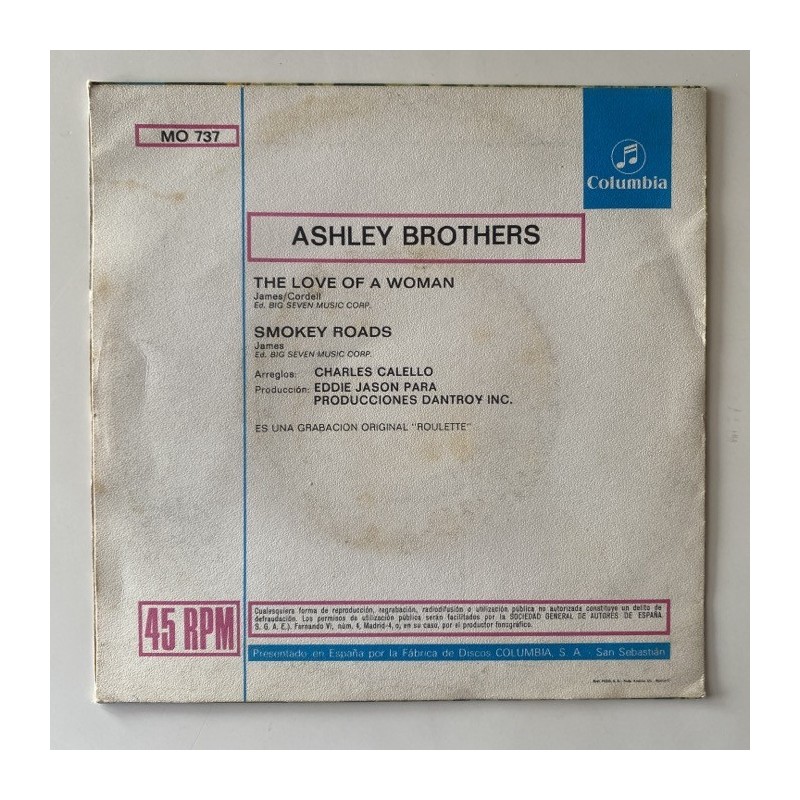 MO 737
Columbia
ASHLEY BROTHERS
THE LOVE OF A WOMAN
James/Cordell
Ed. BIG SEVEN MUSIC CORP.
SMOKEY ROADS
James
Ed. BIG SEVEN MUSIC CORP.
Arreglos: CHARLES CALELLO
Producción: EDDIE JASON PARA
PRODUCCIONES DANTROY INC.
ES UNA GRABACION ORIGINAL "ROULETTE"
45 RPM
Cualesquiera forma de reproducción, regrabación, radiodifusión o utilización pública no autorizada constituye un delito de
defraudación. Los permisos de utilización pública serán facilitados por la SOCIEDAD GENERAL DE AUTORES DE ESPAÑA
S. G. A. E.). Fernando VI, núm. 4, Madrid-4, o, en su caso, por el productor fonográfico.
Presentado en España por la Fábrica de Discos COLUMBIA, S. A. - San Sebastián